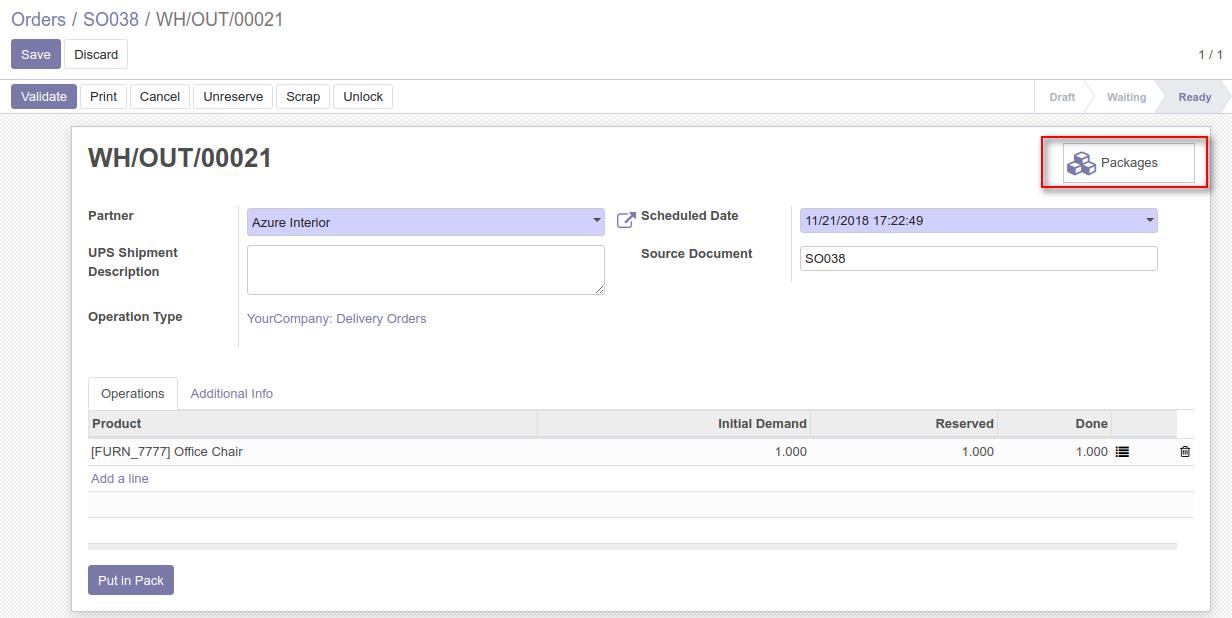 Orders / SO038 / WH/OUT/00021
Save Discard 1 / 1
Validate Print Cancel Unreserve Scrap Unlock Draft Waiting Ready
WH/OUT/00021
Packages
Partner Azure Interior Scheduled Date 11/21/2018 17:22:49
UPS Shipment
Description
Source Document SO038
Operation Type YourCompany: Delivery Orders
Operations Additional Info
Product Initial Demand Reserved Done
[FURN_7777] Office Chair 1.000 1.000 1.000
Add a line
Put in Pack